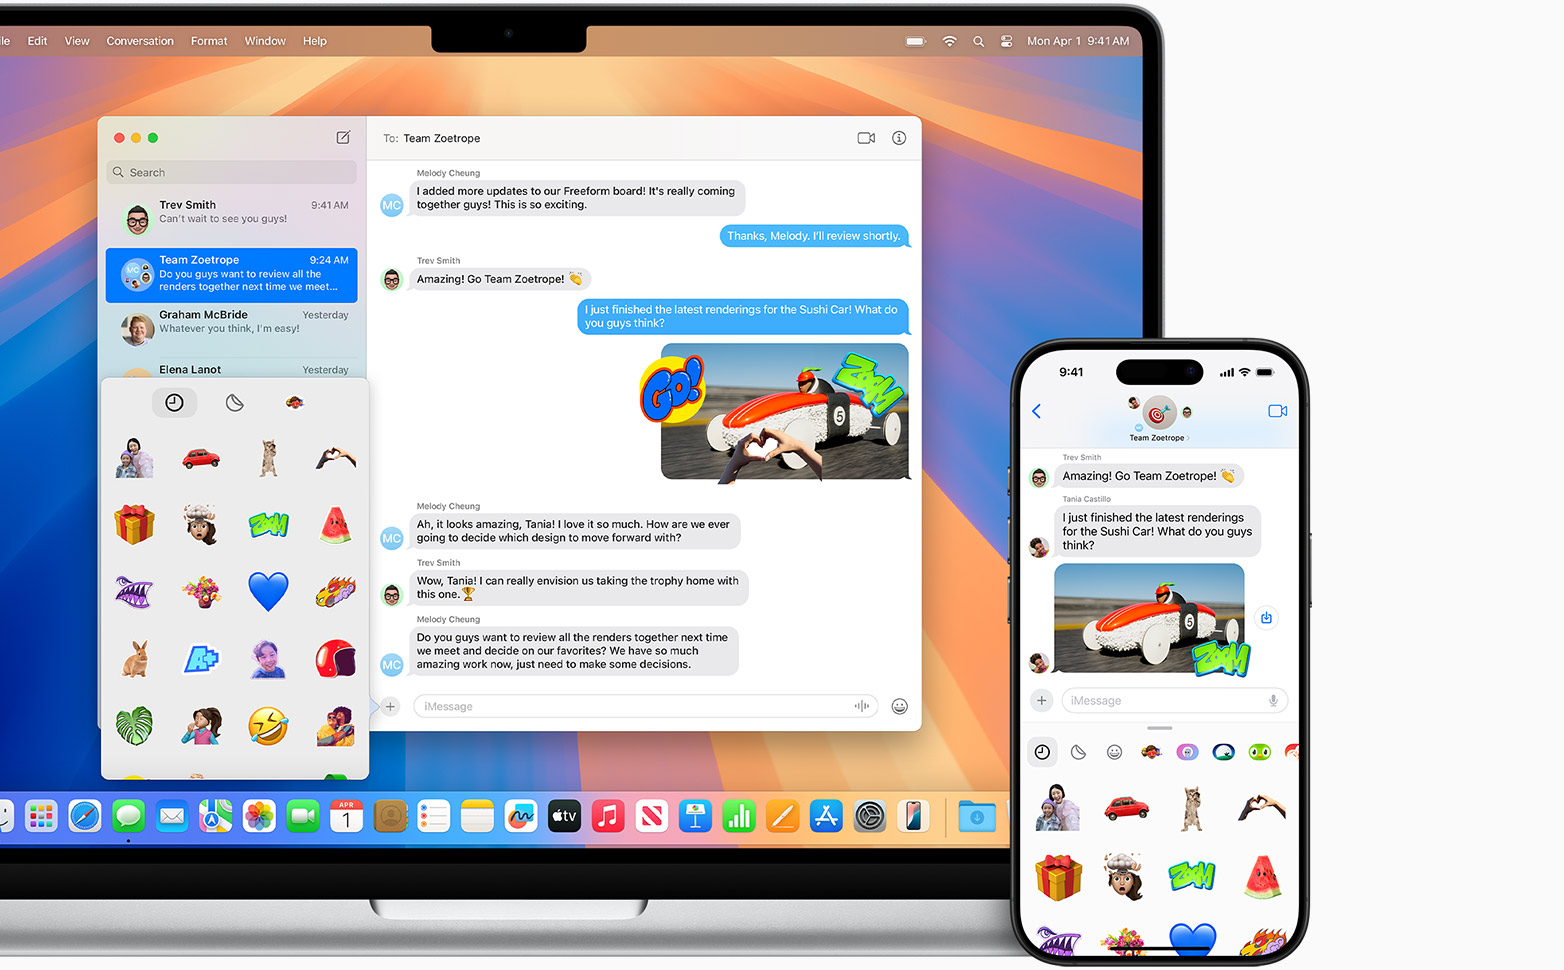 Edit View Conversation Format Window Help
Mon Apr 1 9:41 AM
Search
Trev Smith 9:41 AM
Can't wait to see you guys!
MC
Team Zoetrope 9:24 AM
Do you guys want to review all the
renders together next time we meet...
Graham McBride Yesterday
Whatever you think, I'm easy!
Elena Lanot Yesterday
ZOOM
A+
To: Team Zoetrope
Melody Cheung
MC
I added more updates to our Freeform board! It's really coming
together guys! This is so exciting.
Thanks, Melody. I'll review shortly.
Trev Smith
Amazing! Go Team Zoetrope! 👏
I just finished the latest renderings for the Sushi Car! What do
you guys think?
GO!
ZOOM
5
Melody Cheung
MC
Ah, it looks amazing, Tania! I love it so much. How are we ever
going to decide which design to move forward with?
Trev Smith
Wow, Tania! I can really envision us taking the trophy home with
this one.🏆
Melody Cheung
MC
Do you guys want to review all the renders together next time
we meet and decide on our favorites? We have so much
amazing work now, just need to make some decisions.
iMessage
APR
1
tv
9:41
Team Zoetrope
Trev Smith
Amazing! Go Team Zoetrope! 👏
Tania Castillo
I just finished the latest renderings
for the Sushi Car! What do you guys
think?
5
ZOOM
iMessage
ZOOM